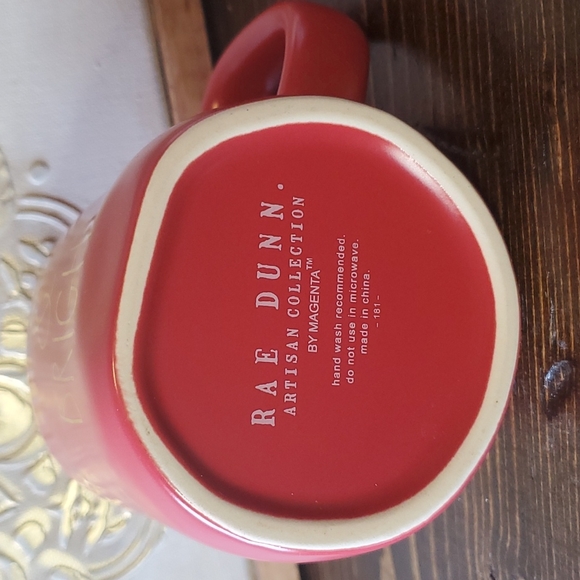 RAE DUNN.
ARTISAN COLLECTION
BY MAGENTA™
hand wash recommended.
do not use in microwave.
made in china.
- 181 -